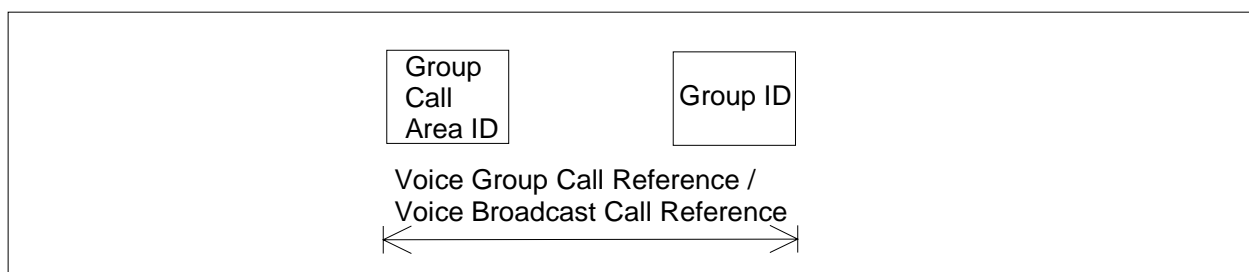 Group
Call
Area ID
Group ID
Voice Group Call Reference /
Voice Broadcast Call Reference